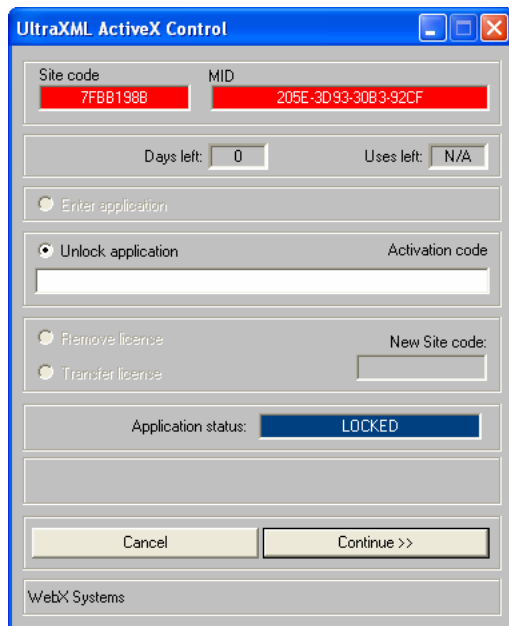 UltraXML ActiveX Control
Site code MID
7FBB198B 205E-3D93-30B3-92CF
Days left: 0 Uses left: N/A
Enter application
Unlock application Activation code
Remove license New Site code:
Transfer license
Application status: LOCKED
Cancel Continue >>
WebX Systems